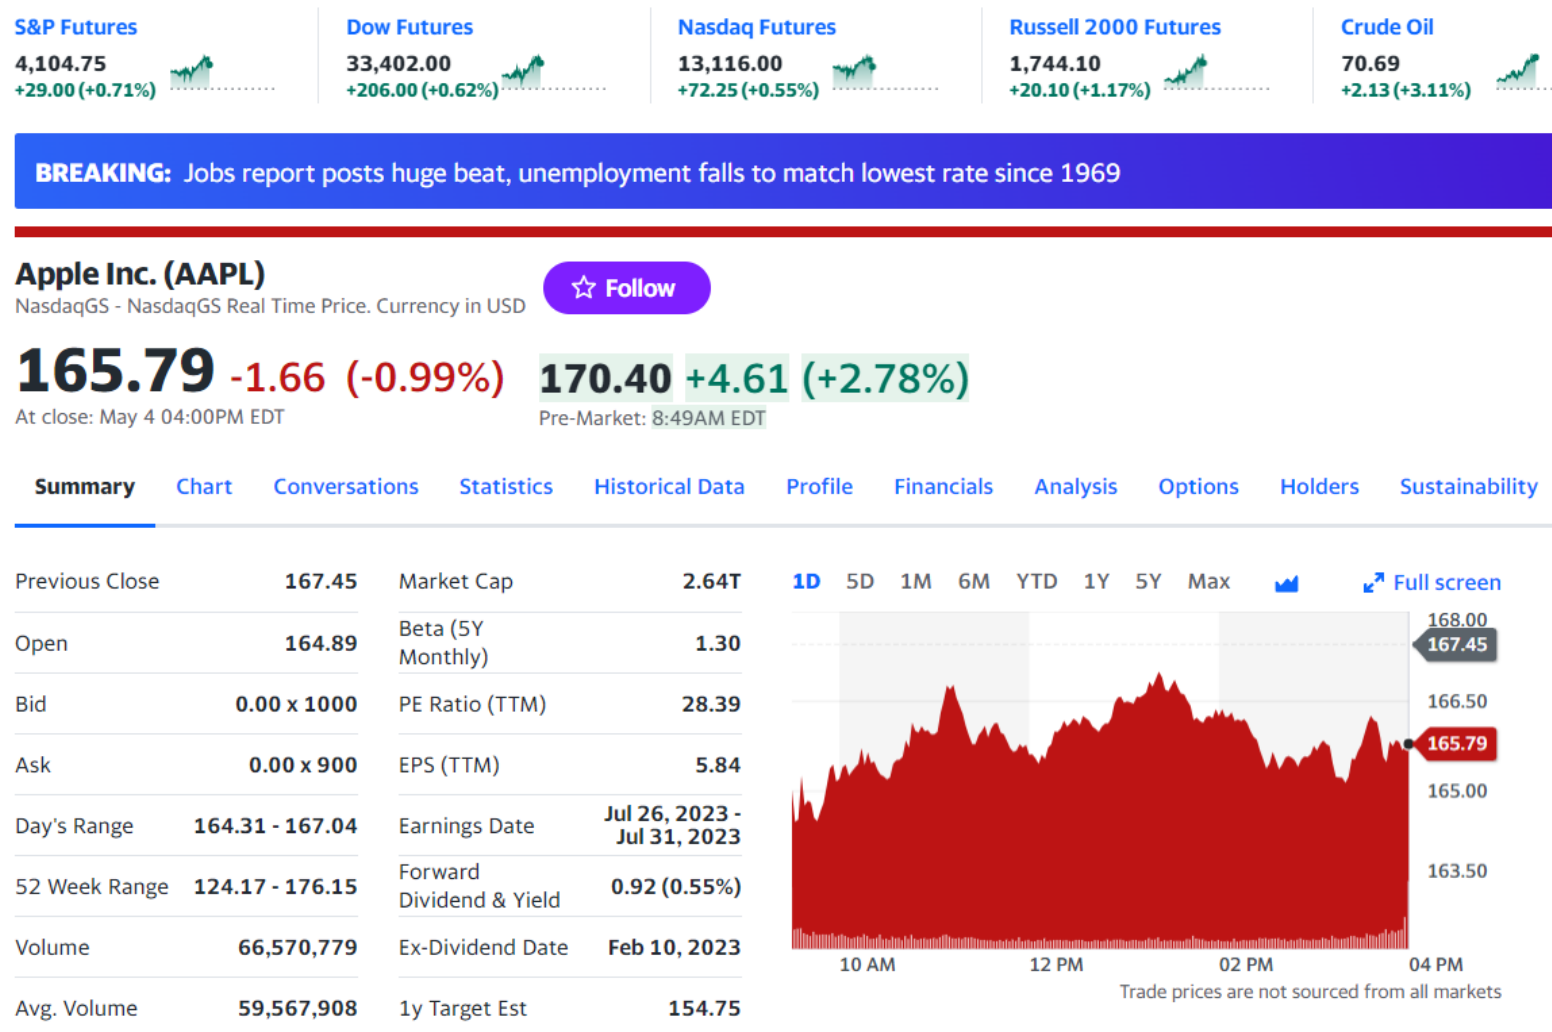 S&P Futures
4,104.75
+29.00 (+0.71%)
Dow Futures
33,402.00
+206.00 (+0.62%)
Nasdaq Futures
13,116.00
+72.25 (+0.55%)
Russell 2000 Futures
1,744.10
+20.10 (+1.17%)
Crude Oil
70.69
+2.13 (+3.11%)
BREAKING: Jobs report posts huge beat, unemployment falls to match lowest rate since 1969
Apple Inc. (AAPL)
NasdaqGS - NasdaqGS Real Time Price. Currency in USD
Follow
165.79 -1.66 (-0.99%)
At close: May 4 04:00PM EDT
170.40 +4.61 (+2.78%)
Pre-Market: 8:49AM EDT
Summary Chart Conversations Statistics Historical Data Profile Financials Analysis Options Holders Sustainability
Previous Close 167.45
Open 164.89
Bid 0.00 x 1000
Ask 0.00 x 900
Day's Range 164.31 - 167.04
52 Week Range 124.17 - 176.15
Volume 66,570,779
Avg. Volume 59,567,908
Market Cap 2.64T
Beta (5Y
Monthly) 1.30
PE Ratio (TTM) 28.39
EPS (TTM) 5.84
Earnings Date Jul 26, 2023 -
Jul 31, 2023
Forward
Dividend & Yield 0.92 (0.55%)
Ex-Dividend Date Feb 10, 2023
1y Target Est 154.75
1D 5D 1M 6M YTD 1Y 5Y Max Full screen
168.00
167.45
166.50
165.79
165.00
163.50
10 AM 12 PM 02 PM 04 PM
Trade prices are not sourced from all markets